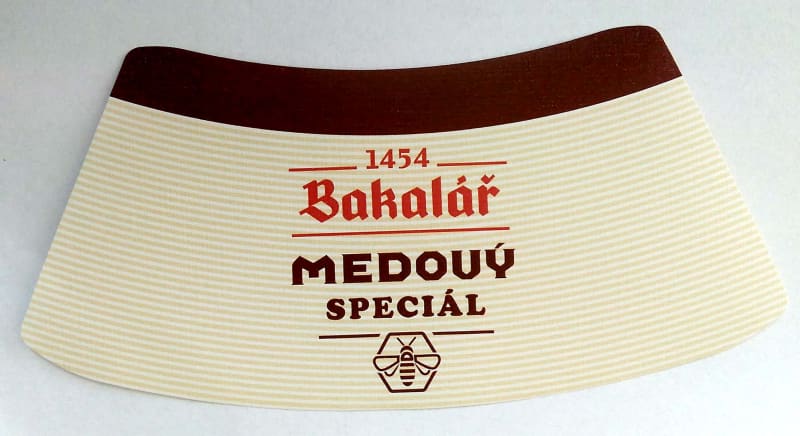 1454
Bakalář
MEDOVÝ
SPECIÁL